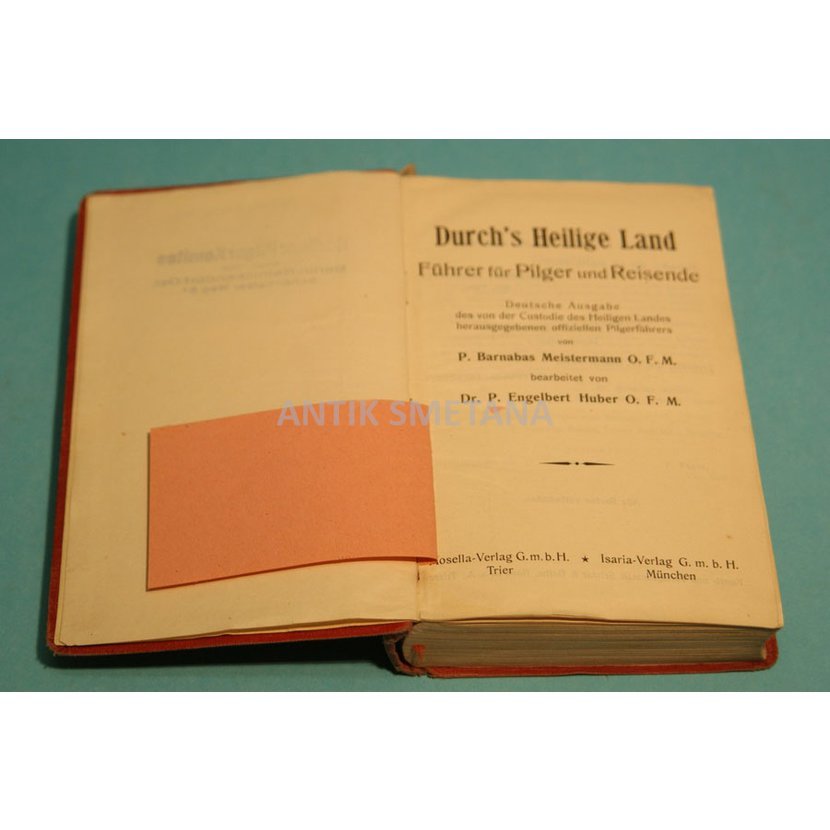 Durch's Heilige Land
Führer für Pilger und Reisende
Deutsche Ausgabe
des von der Custodie des Heiligen Landes
herausgegebenen offiziellen Pilgerführers
von
P. Barnabas Meistermann O. F. M.
bearbeitet von
Dr. P. Engelbert Huber O. F. M.
ANTIK SMETANA
Mosella-Verlag G.m.b.H. ★ Isaria-Verlag G. m. b. H.
Trier München